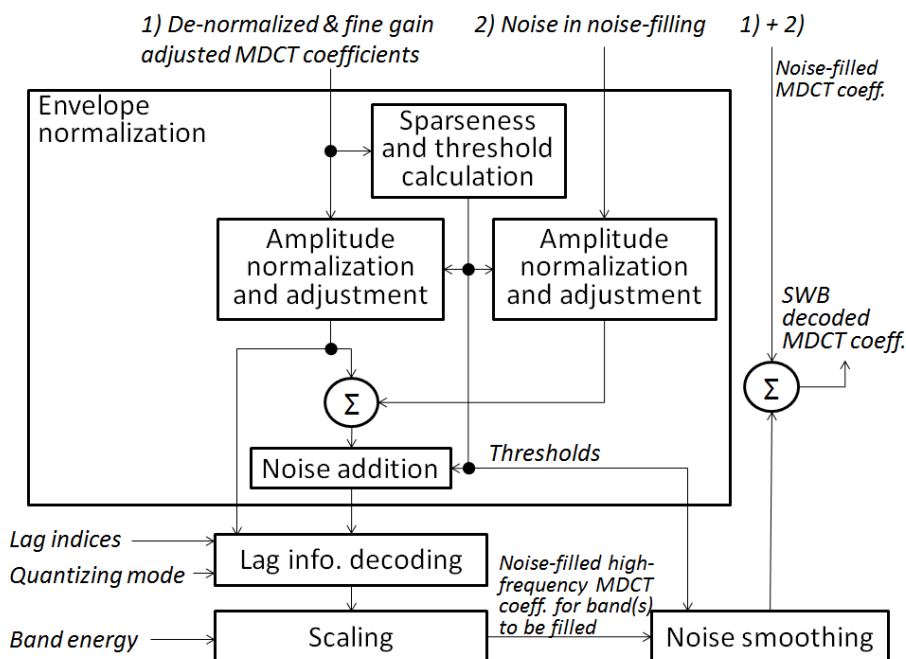 1) De-normalized & fine gain
adjusted MDCT coefficients
2) Noise in noise-filling
1) + 2)
Noise-filled
MDCT coeff.
Envelope
normalization
Sparseness
and threshold
calculation
Amplitude
normalization
and adjustment
Amplitude
normalization
and adjustment
SWB
decoded
MDCT coeff.
Σ
Σ
Noise addition
Thresholds
Lag indices
Quantizing mode
Lag info. decoding
Noise-filled high-
frequency MDCT
coeff. for band(s)
to be filled
Band energy
Scaling
Noise smoothing